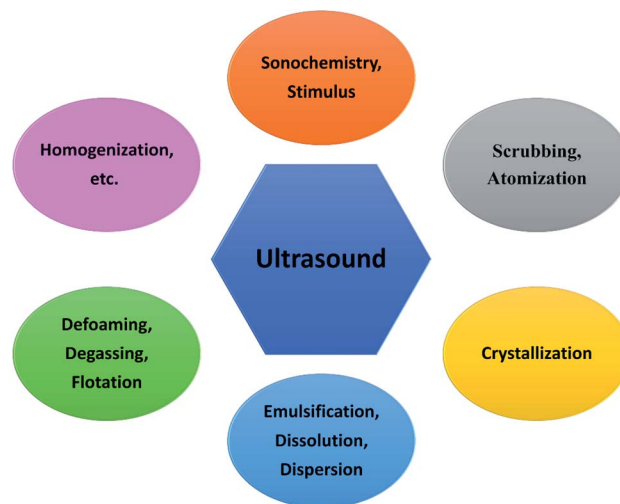 Sonochemistry,
Stimulus
Homogenization,
etc.
Scrubbing,
Atomization
Ultrasound
Defoaming,
Degassing,
Flotation
Crystallization
Emulsification,
Dissolution,
Dispersion